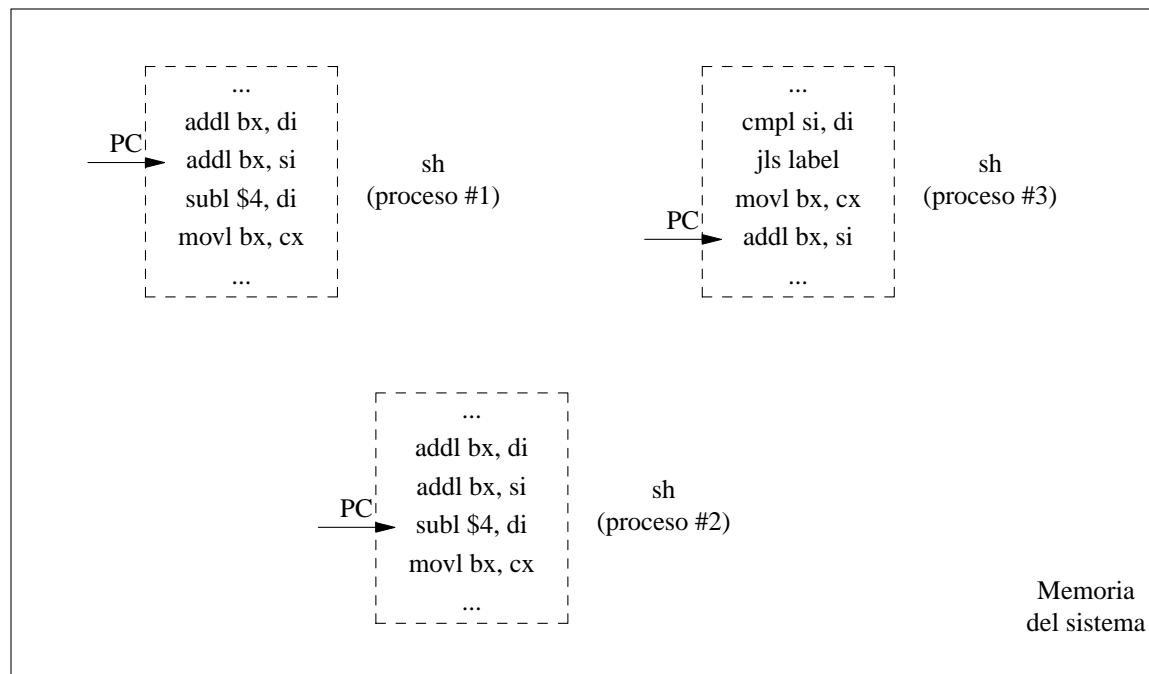 ...
addl bx, di
PC
addl bx, si
subl $4, di
movl bx, cx
...
sh
(proceso #1)
...
cmpl si, di
jls label
movl bx, cx
PC
addl bx, si
...
sh
(proceso #3)
...
addl bx, di
addl bx, si
PC
subl $4, di
movl bx, cx
...
sh
(proceso #2)
Memoria
del sistema